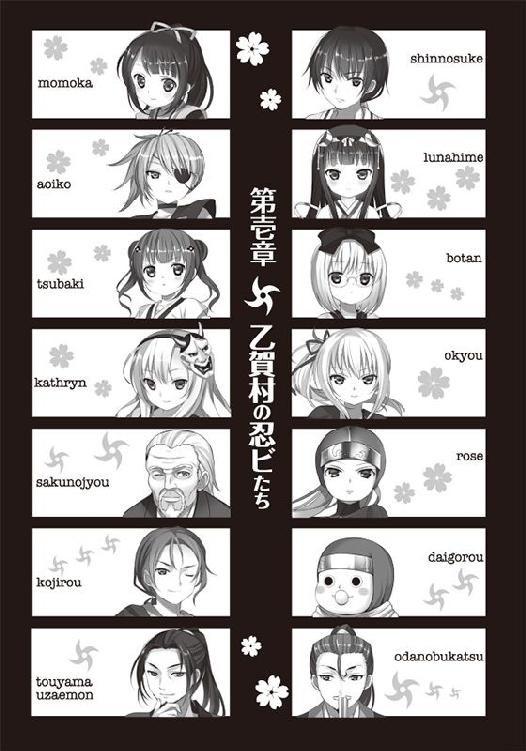 momoka
shinnosuke
aoiko
lunahime
tsubaki
botan
kathryn
okyou
sakunojyou
rose
kojirou
daigorou
touyama
uzaemon
odanobukatsu
第壱章
乙賀村の忍ビたち